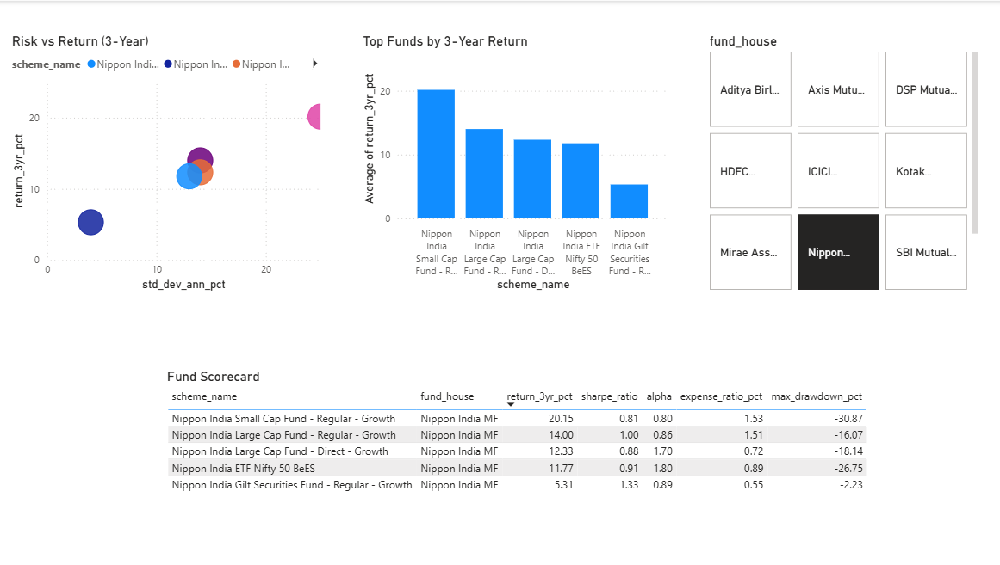 Risk vs Return (3-Year)
scheme_name Nippon Indi... Nippon In... Nippon I...
return_3yr_pct
20
10
0
0 10 20
std_dev_ann_pct
Top Funds by 3-Year Return
Average of return_3yr_pct
20
10
0
Nippon India Small Cap Fund - R...
Nippon India Large Cap Fund - R...
Nippon India Large Cap Fund - D...
Nippon India ETF Nifty 50 BeES
Nippon India Gilt Securities Fund - R...
scheme_name
fund_house
Aditya Birl... Axis Mutu... DSP Mutua...
HDFC... ICICI... Kotak...
Mirae Ass... Nippon... SBI Mutual...
Fund Scorecard
scheme_name fund_house return_3yr_pct sharpe_ratio alpha expense_ratio_pct max_drawdown_pct
Nippon India Small Cap Fund - Regular - Growth Nippon India MF 20.15 0.81 0.80 1.53 -30.87
Nippon India Large Cap Fund - Regular - Growth Nippon India MF 14.00 1.00 0.86 1.51 -16.07
Nippon India Large Cap Fund - Direct - Growth Nippon India MF 12.33 0.88 1.70 0.72 -18.14
Nippon India ETF Nifty 50 BeES Nippon India MF 11.77 0.91 1.80 0.89 -26.75
Nippon India Gilt Securities Fund - Regular - Growth Nippon India MF 5.31 1.33 0.89 0.55 -2.23